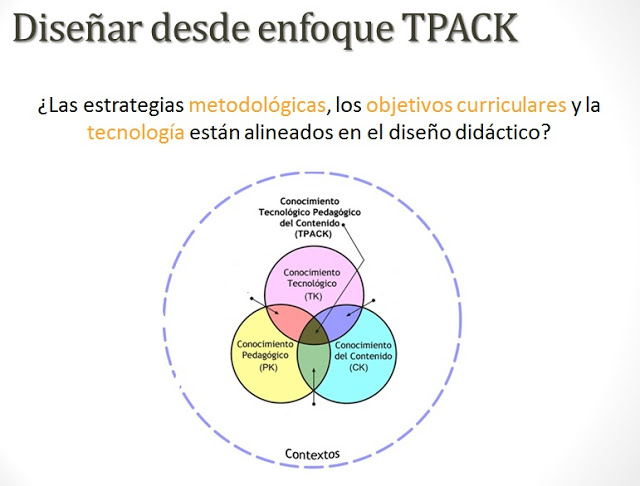 Diseñar desde enfoque TPACK
¿Las estrategias metodológicas, los objetivos curriculares y la
tecnología están alineados en el diseño didáctico?
Conocimiento
Tecnológico Pedagógico
del Contenido
(TPACK)
Conocimiento
Tecnológico
(TK)
Conocimiento
Pedagógico
(PK)
Conocimiento
del Contenido
(CK)
Contextos